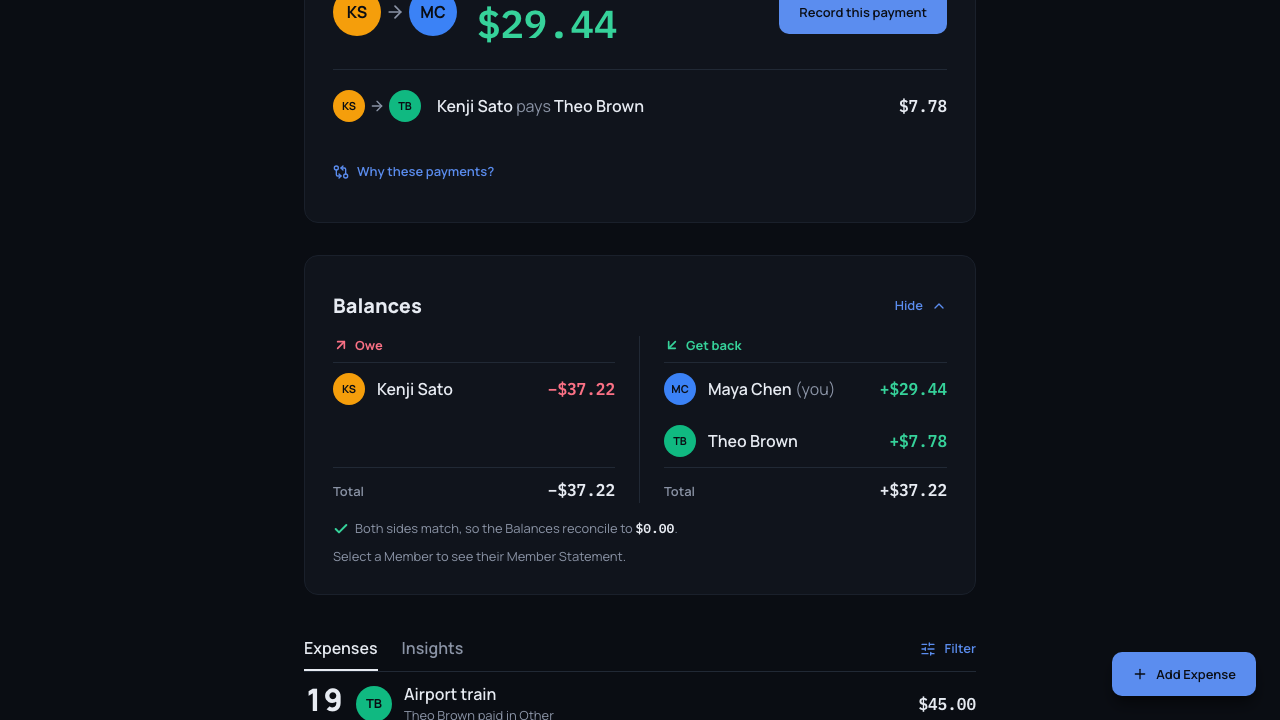 KS MC $29.44 Record this payment
KS TB Kenji Sato pays Theo Brown $7.78
Why these payments?
Balances Hide
Owe
KS Kenji Sato −$37.22
Total −$37.22
Get back
MC Maya Chen (you) +$29.44
TB Theo Brown +$7.78
Total +$37.22
Both sides match, so the Balances reconcile to $0.00.
Select a Member to see their Member Statement.
Expenses Insights Filter
19 TB Airport train $45.00
Theo Brown paid in Other
Add Expense